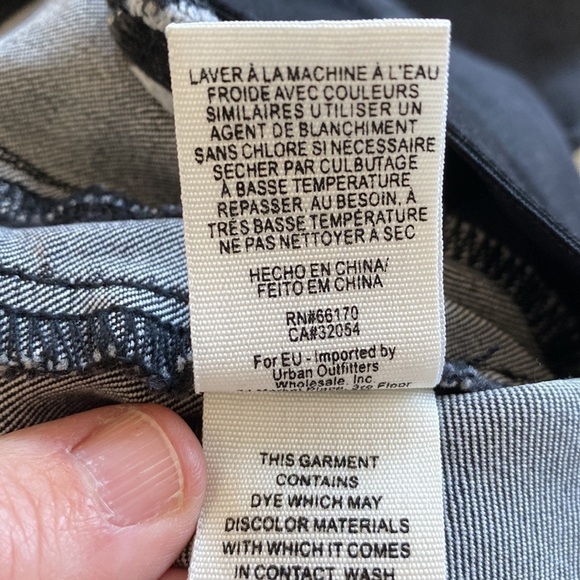 LAVER À LA MACHINE À L'EAU
FROIDE AVEC COULEURS
SIMILAIRES UTILISER UN
AGENT DE BLANCHIMENT
SANS CHLORE SI NECESSAIRE
SECHER PAR CULBUTAGE
À BASSE TEMPÉRATURE
REPASSER, AU BESOIN, À
TRÈS BASSE TEMPÉRATURE
NE PAS NETTOYER À SEC
HECHO EN CHINA/
FEITO EM CHINA
RN#66170
CA#32054
For EU - Imported by
Urban Outfitters
Wholesale, Inc
Floor
THIS GARMENT
CONTAINS
DYE WHICH MAY
DISCOLOR MATERIALS
WITH WHICH IT COMES
IN CONTACT. WASH